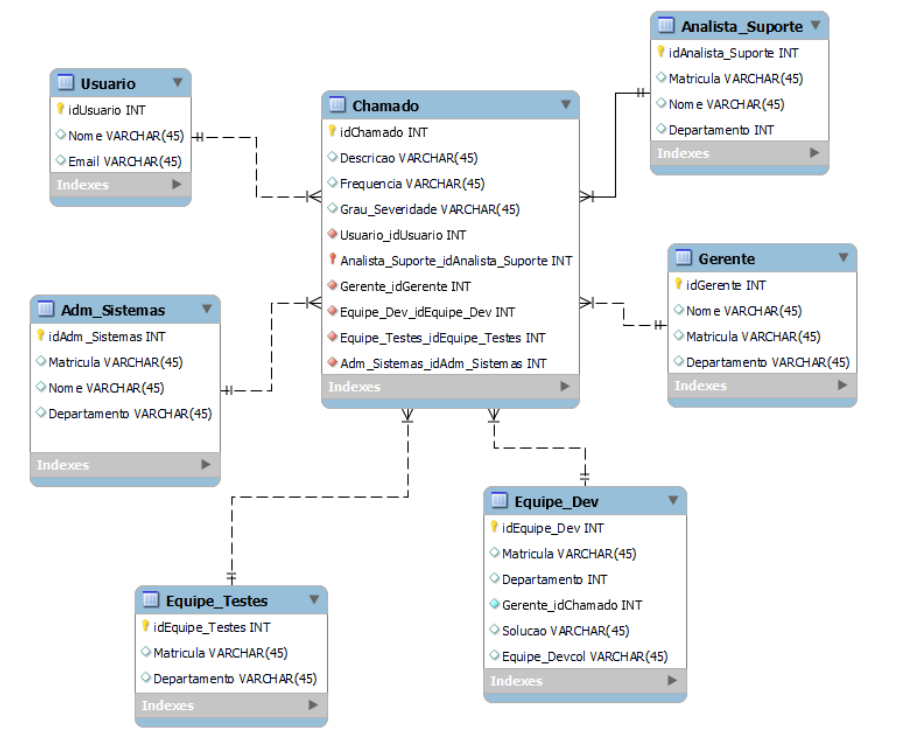 Usuario
idUsuario INT
Nome VARCHAR(45)
Email VARCHAR(45)
Indexes
Chamado
idChamado INT
Descricao VARCHAR(45)
Frequencia VARCHAR(45)
Grau_Severidade VARCHAR(45)
Usuario_idUsuario INT
Analista_Suporte_idAnalista_Suporte INT
Gerente_idGerente INT
Equipe_Dev_idEquipe_Dev INT
Equipe_Testes_idEquipe_Testes INT
Adm_Sistemas_idAdm_Sistemas INT
Indexes
Analista_Suporte
idAnalista_Suporte INT
Matricula VARCHAR(45)
Nome VARCHAR(45)
Departamento INT
Indexes
Gerente
idGerente INT
Nome VARCHAR(45)
Matricula VARCHAR(45)
Departamento VARCHAR(45)
Indexes
Adm_Sistemas
idAdm_Sistemas INT
Matricula VARCHAR(45)
Nome VARCHAR(45)
Departamento VARCHAR(45)
Indexes
Equipe_Testes
idEquipe_Testes INT
Matricula VARCHAR(45)
Departamento VARCHAR(45)
Indexes
Equipe_Dev
idEquipe_Dev INT
Matricula VARCHAR(45)
Departamento INT
Gerente_idChamado INT
Solucao VARCHAR(45)
Equipe_Devcol VARCHAR(45)
Indexes